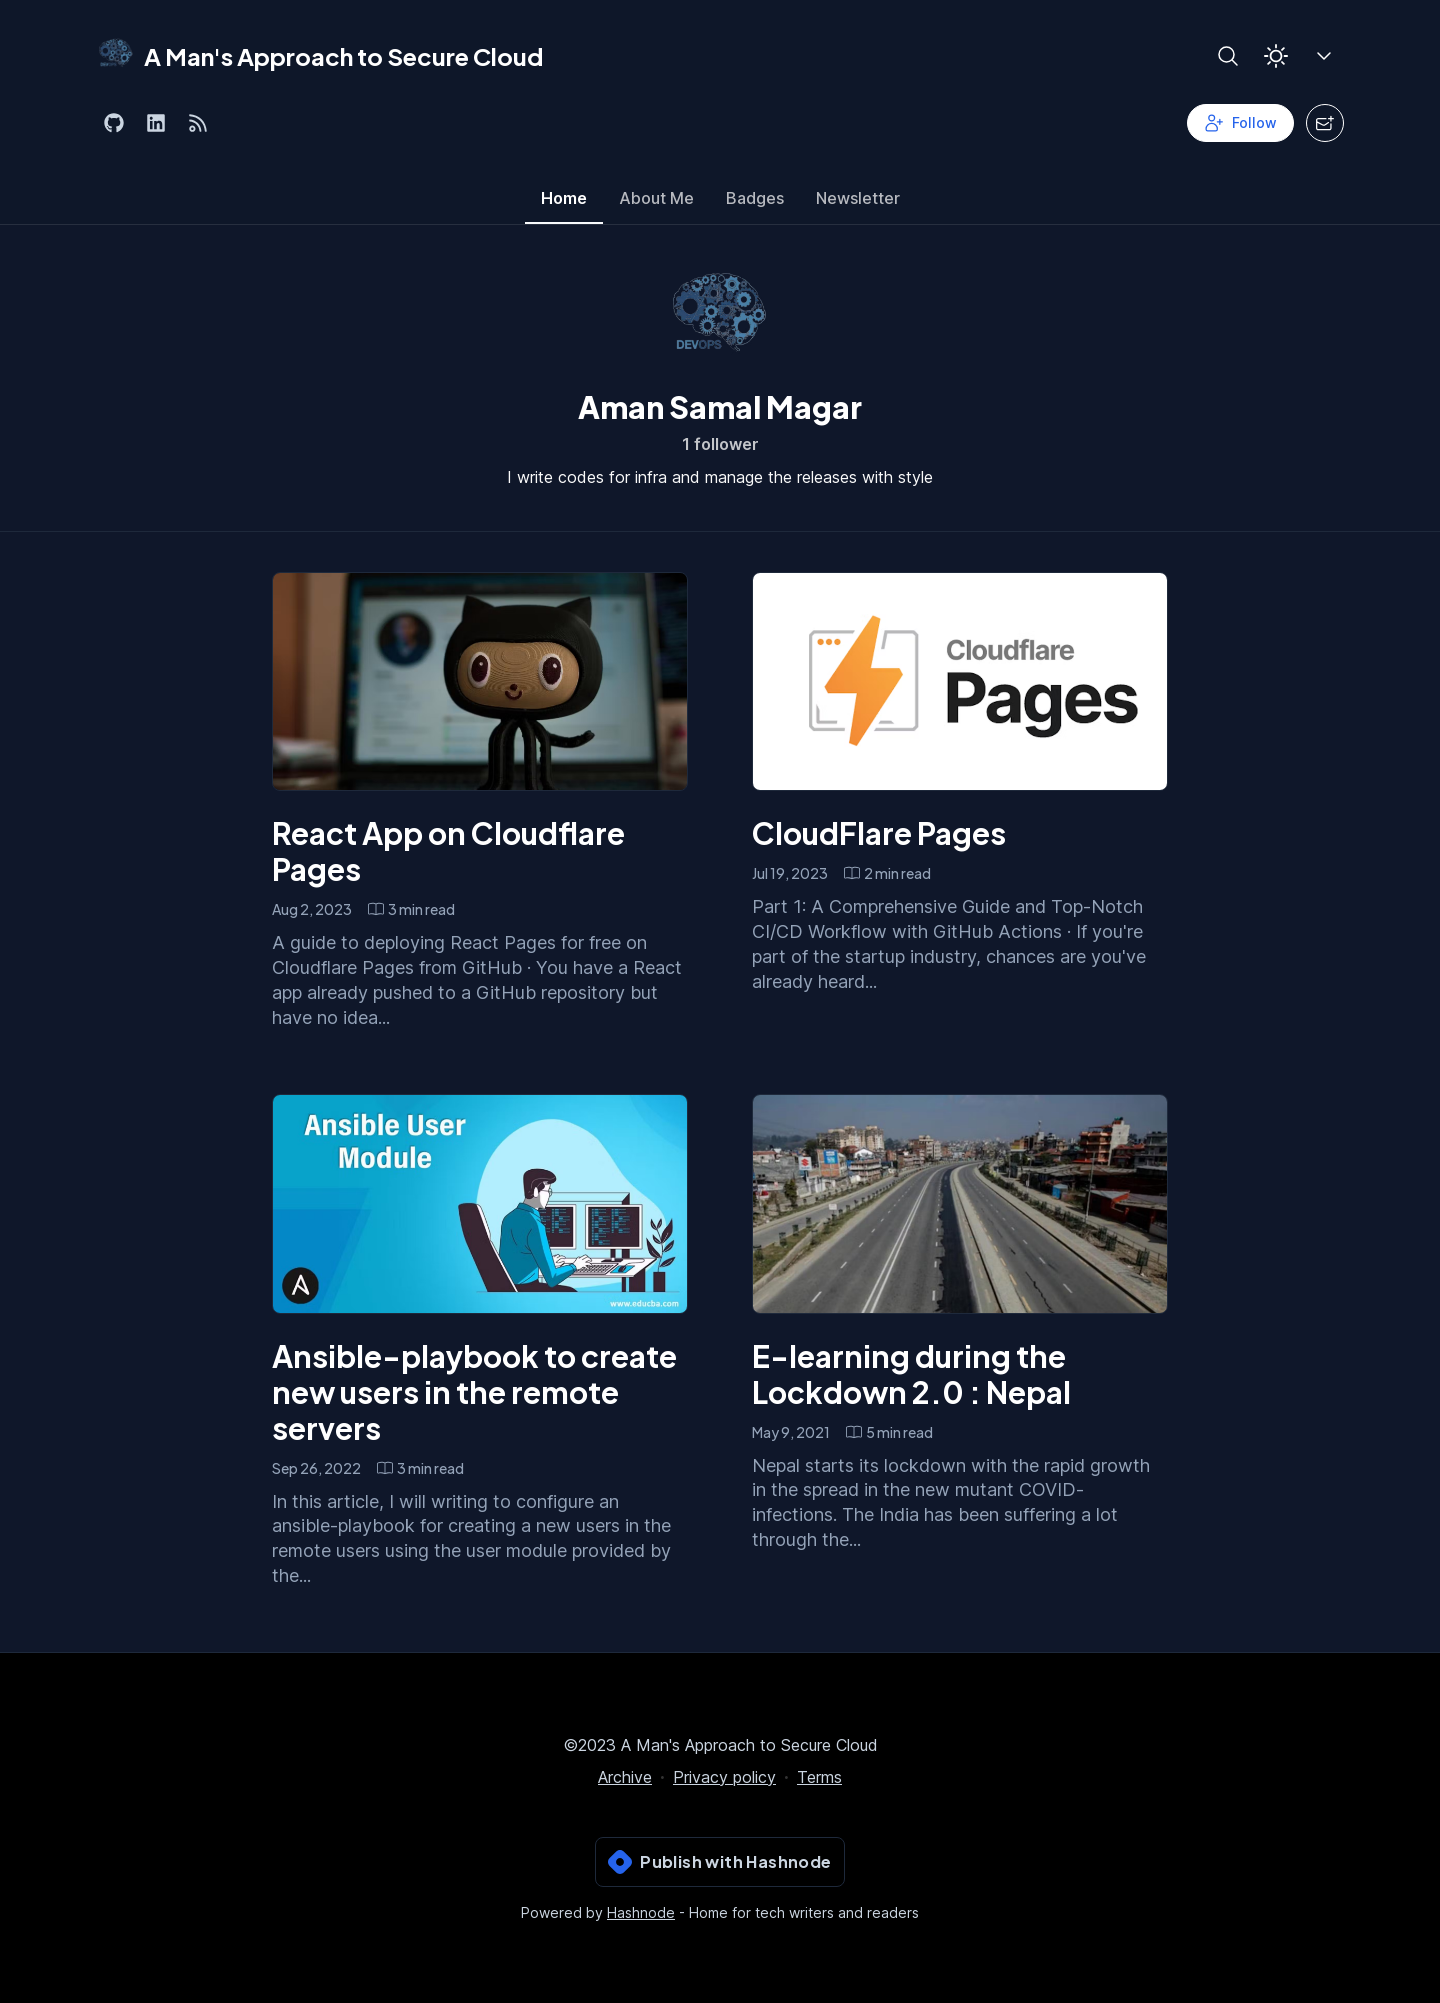 A Man's Approach to Secure Cloud
Follow
Home
About Me
Badges
Newsletter
DEVOPS
Aman Samal Magar
1 follower
I write codes for infra and manage the releases with style
Cloudflare
Pages
React App on Cloudflare
Pages
Aug 2, 2023
3 min read
A guide to deploying React Pages for free on
Cloudflare Pages from GitHub · You have a React
app already pushed to a GitHub repository but
have no idea...
CloudFlare Pages
Jul 19, 2023
2 min read
Part 1: A Comprehensive Guide and Top-Notch
CI/CD Workflow with GitHub Actions · If you're
part of the startup industry, chances are you've
already heard...
Ansible User
Module
www.educba.com
Ansible-playbook to create
new users in the remote
servers
Sep 26, 2022
3 min read
In this article, I will writing to configure an
ansible-playbook for creating a new users in the
remote users using the user module provided by
the...
E-learning during the
Lockdown 2.0 : Nepal
May 9, 2021
5 min read
Nepal starts its lockdown with the rapid growth
in the spread in the new mutant COVID-
infections. The India has been suffering a lot
through the...
©2023 A Man's Approach to Secure Cloud
Archive · Privacy policy · Terms
Publish with Hashnode
Powered by Hashnode - Home for tech writers and readers